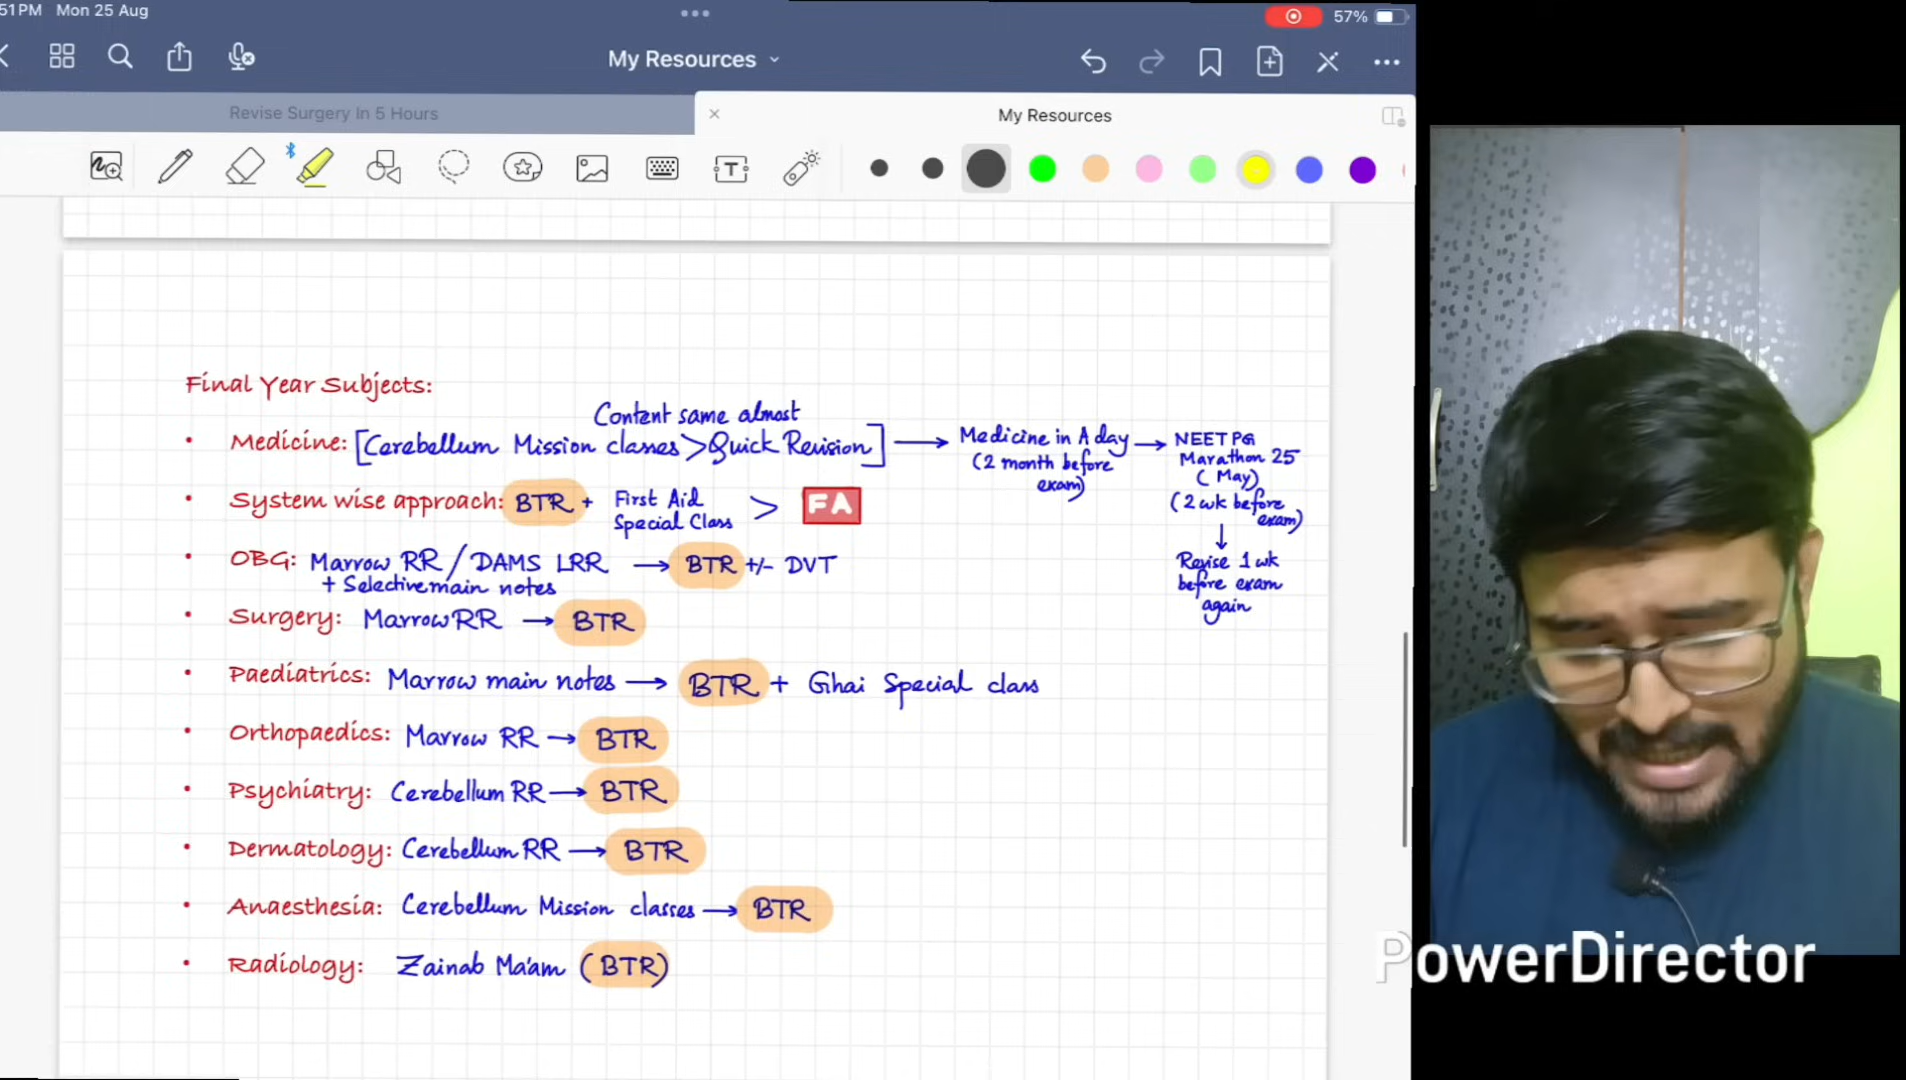 51PM Mon 25 Aug
57%
My Resources
Revise Surgery In 5 Hours
My Resources
Final Year Subjects:
Content same almost
• Medicine: [Cerebellum Mission classes > Quick Revision] → Medicine in A day → NEET PG
(2 month before exam)
Marathon 25
(May)
(2 wk before exam)
↓
Revise 1 wk
before exam
again
• System wise approach: BTR + First Aid Special Class > FA
• OBG: Marrow RR / DAMS LRR → BTR +/- DVT
+ Selective main notes
• Surgery: Marrow RR → BTR
• Paediatrics: Marrow main notes → BTR + Ghai Special class
• Orthopaedics: Marrow RR → BTR
• Psychiatry: Cerebellum RR → BTR
• Dermatology: Cerebellum RR → BTR
• Anaesthesia: Cerebellum Mission classes → BTR
• Radiology: Zainab Ma'am (BTR)
PowerDirector